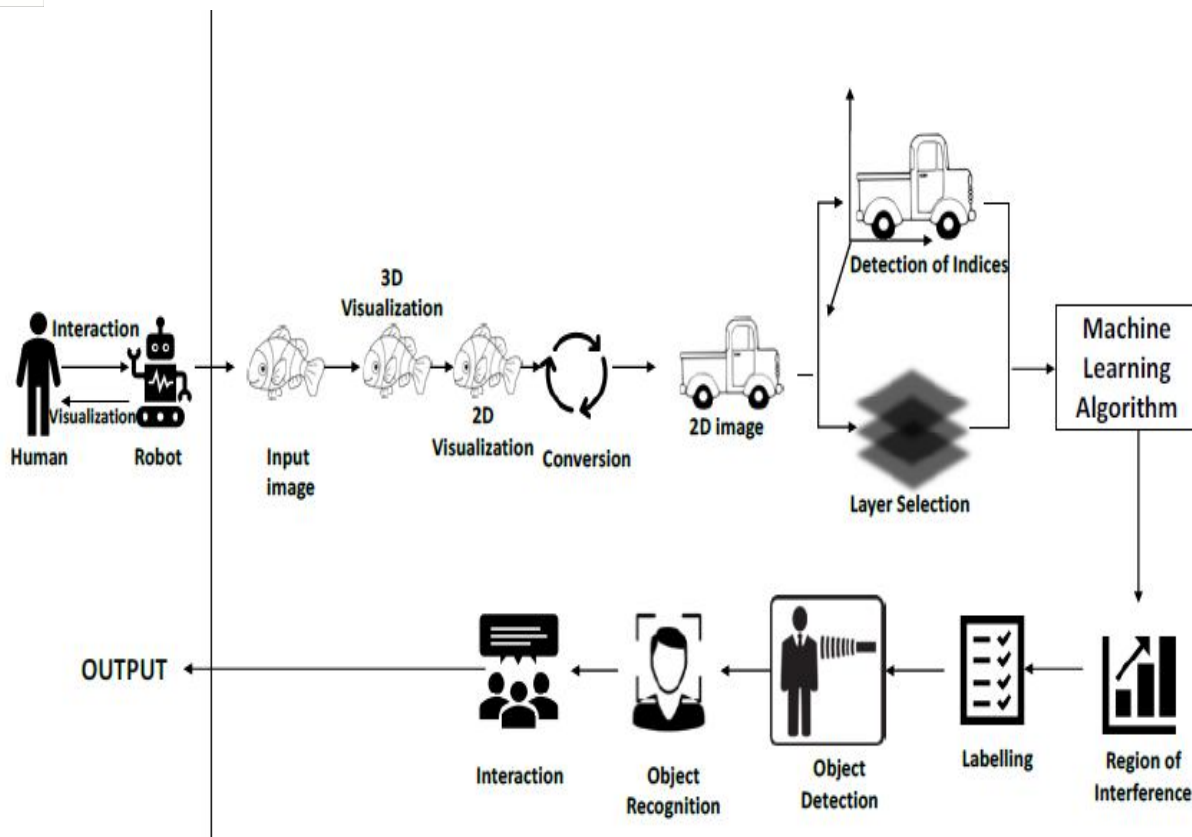 Interaction
Visualization
Human
Robot
Input
image
3D
Visualization
2D
Visualization
Conversion
2D image
Detection of Indices
Layer Selection
Machine
Learning
Algorithm
OUTPUT
Interaction
Object
Recognition
Object
Detection
Labelling
Region of
Interference